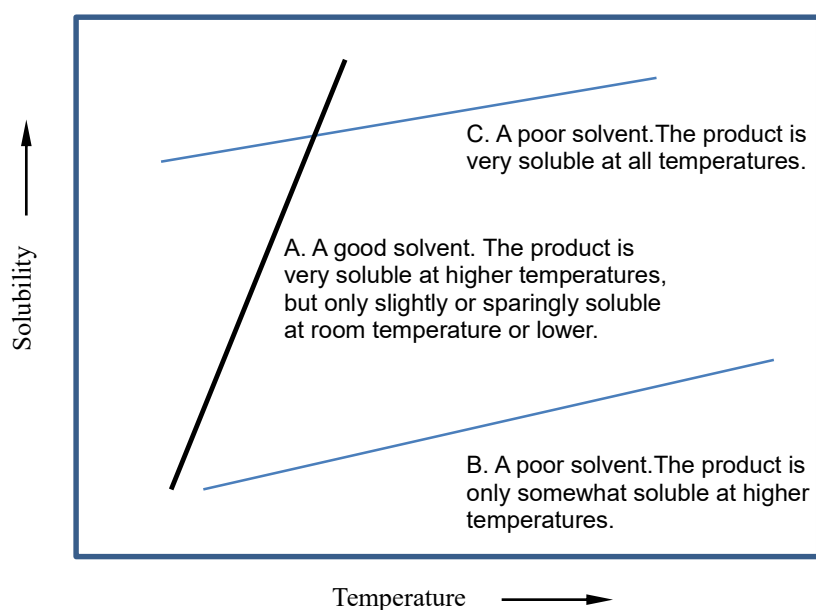 C. A poor solvent.The product is
very soluble at all temperatures.
A. A good solvent. The product is
very soluble at higher temperatures,
but only slightly or sparingly soluble
at room temperature or lower.
Solubility
B. A poor solvent.The product is
only somewhat soluble at higher
temperatures.
Temperature